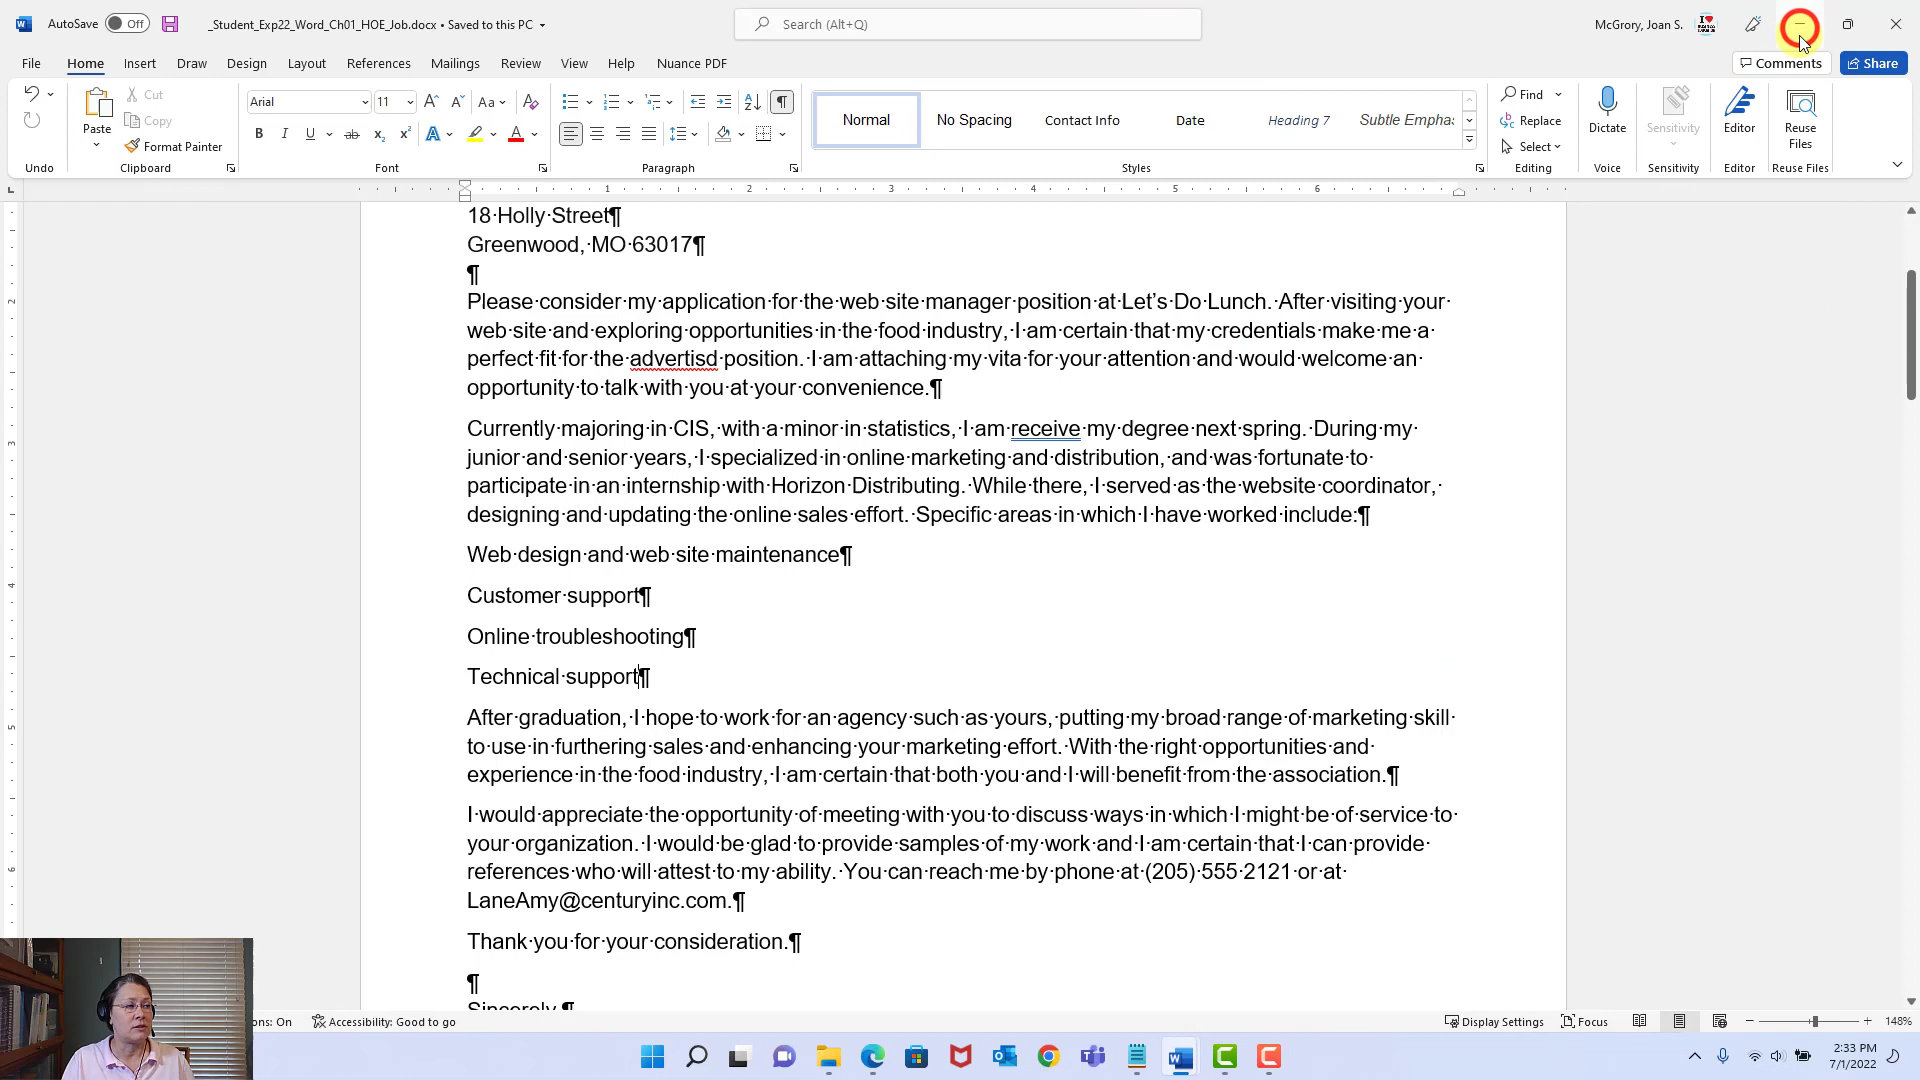 AutoSave Off _Student_Exp22_Word_Ch01_HOE_Job.docx • Saved to this PC Search (Alt+Q) McGrory, Joan S.
File Home Insert Draw Design Layout References Mailings Review View Help Nuance PDF Comments Share
Cut Arial 11 Aa Find
Paste Copy Normal No Spacing Contact Info Date Heading 7 Subtle Emphas Replace Dictate Sensitivity Editor Reuse Files
Format Painter B I U ab x₂ x² A A Select
Undo Clipboard Font Paragraph Styles Editing Voice Sensitivity Editor Reuse Files
1 2 3 4 5 6
18·Holly·Street¶
Greenwood,·MO·63017¶
¶
Please·consider·my·application·for·the·web·site·manager·position·at·Let’s·Do·Lunch.·After·visiting·your·
web·site·and·exploring·opportunities·in·the·food·industry,·I·am·certain·that·my·credentials·make·me·a·
perfect·fit·for·the·advertisd·position.·I·am·attaching·my·vita·for·your·attention·and·would·welcome·an·
opportunity·to·talk·with·you·at·your·convenience.¶
Currently·majoring·in·CIS,·with·a·minor·in·statistics,·I·am·receive·my·degree·next·spring.·During·my·
junior·and·senior·years,·I·specialized·in·online·marketing·and·distribution,·and·was·fortunate·to·
participate·in·an·internship·with·Horizon·Distributing.·While·there,·I·served·as·the·website·coordinator,·
designing·and·updating·the·online·sales·effort.·Specific·areas·in·which·I·have·worked·include:¶
Web·design·and·web·site·maintenance¶
Customer·support¶
Online·troubleshooting¶
Technical·support¶
After·graduation,·I·hope·to·work·for·an·agency·such·as·yours,·putting·my·broad·range·of·marketing·skill·
to·use·in·furthering·sales·and·enhancing·your·marketing·effort.·With·the·right·opportunities·and·
experience·in·the·food·industry,·I·am·certain·that·both·you·and·I·will·benefit·from·the·association.¶
I·would·appreciate·the·opportunity·of·meeting·with·you·to·discuss·ways·in·which·I·might·be·of·service·to·
your·organization.·I·would·be·glad·to·provide·samples·of·my·work·and·I·am·certain·that·I·can·provide·
references·who·will·attest·to·my·ability.·You·can·reach·me·by·phone·at·(205)·555·2121·or·at·
LaneAmy@centuryinc.com.¶
Thank·you·for·your·consideration.¶
¶
Sincerely,¶
ons: On Accessibility: Good to go Display Settings Focus 148%
2:33 PM
7/1/2022